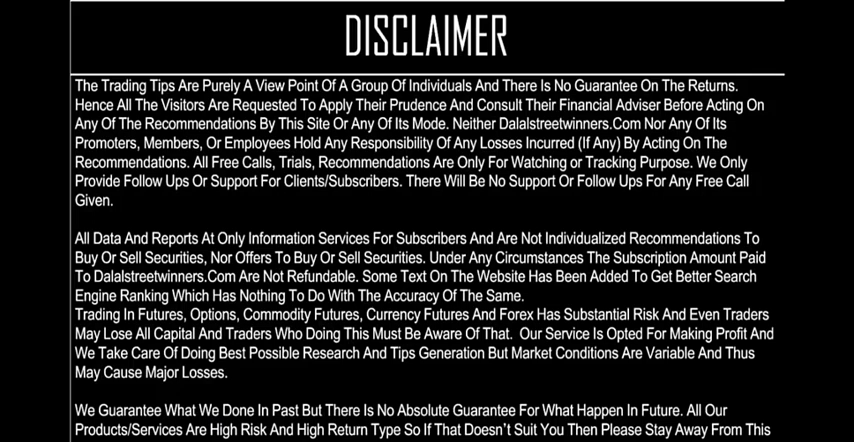 DISCLAIMER
The Trading Tips Are Purely A View Point Of A Group Of Individuals And There Is No Guarantee On The Returns.
Hence All The Visitors Are Requested To Apply Their Prudence And Consult Their Financial Adviser Before Acting On
Any Of The Recommendations By This Site Or Any Of Its Mode. Neither Dalalstreetwinners.Com Nor Any Of Its
Promoters, Members, Or Employees Hold Any Responsibility Of Any Losses Incurred (If Any) By Acting On The
Recommendations. All Free Calls, Trials, Recommendations Are Only For Watching or Tracking Purpose. We Only
Provide Follow Ups Or Support For Clients/Subscribers. There Will Be No Support Or Follow Ups For Any Free Call
Given.
All Data And Reports At Only Information Services For Subscribers And Are Not Individualized Recommendations To
Buy Or Sell Securities, Nor Offers To Buy Or Sell Securities. Under Any Circumstances The Subscription Amount Paid
To Dalalstreetwinners.Com Are Not Refundable. Some Text On The Website Has Been Added To Get Better Search
Engine Ranking Which Has Nothing To Do With The Accuracy Of The Same.
Trading In Futures, Options, Commodity Futures, Currency Futures And Forex Has Substantial Risk And Even Traders
May Lose All Capital And Traders Who Doing This Must Be Aware Of That. Our Service Is Opted For Making Profit And
We Take Care Of Doing Best Possible Research And Tips Generation But Market Conditions Are Variable And Thus
May Cause Major Losses.
We Guarantee What We Done In Past But There Is No Absolute Guarantee For What Happen In Future. All Our
Products/Services Are High Risk And High Return Type So If That Doesn't Suit You Then Please Stay Away From This